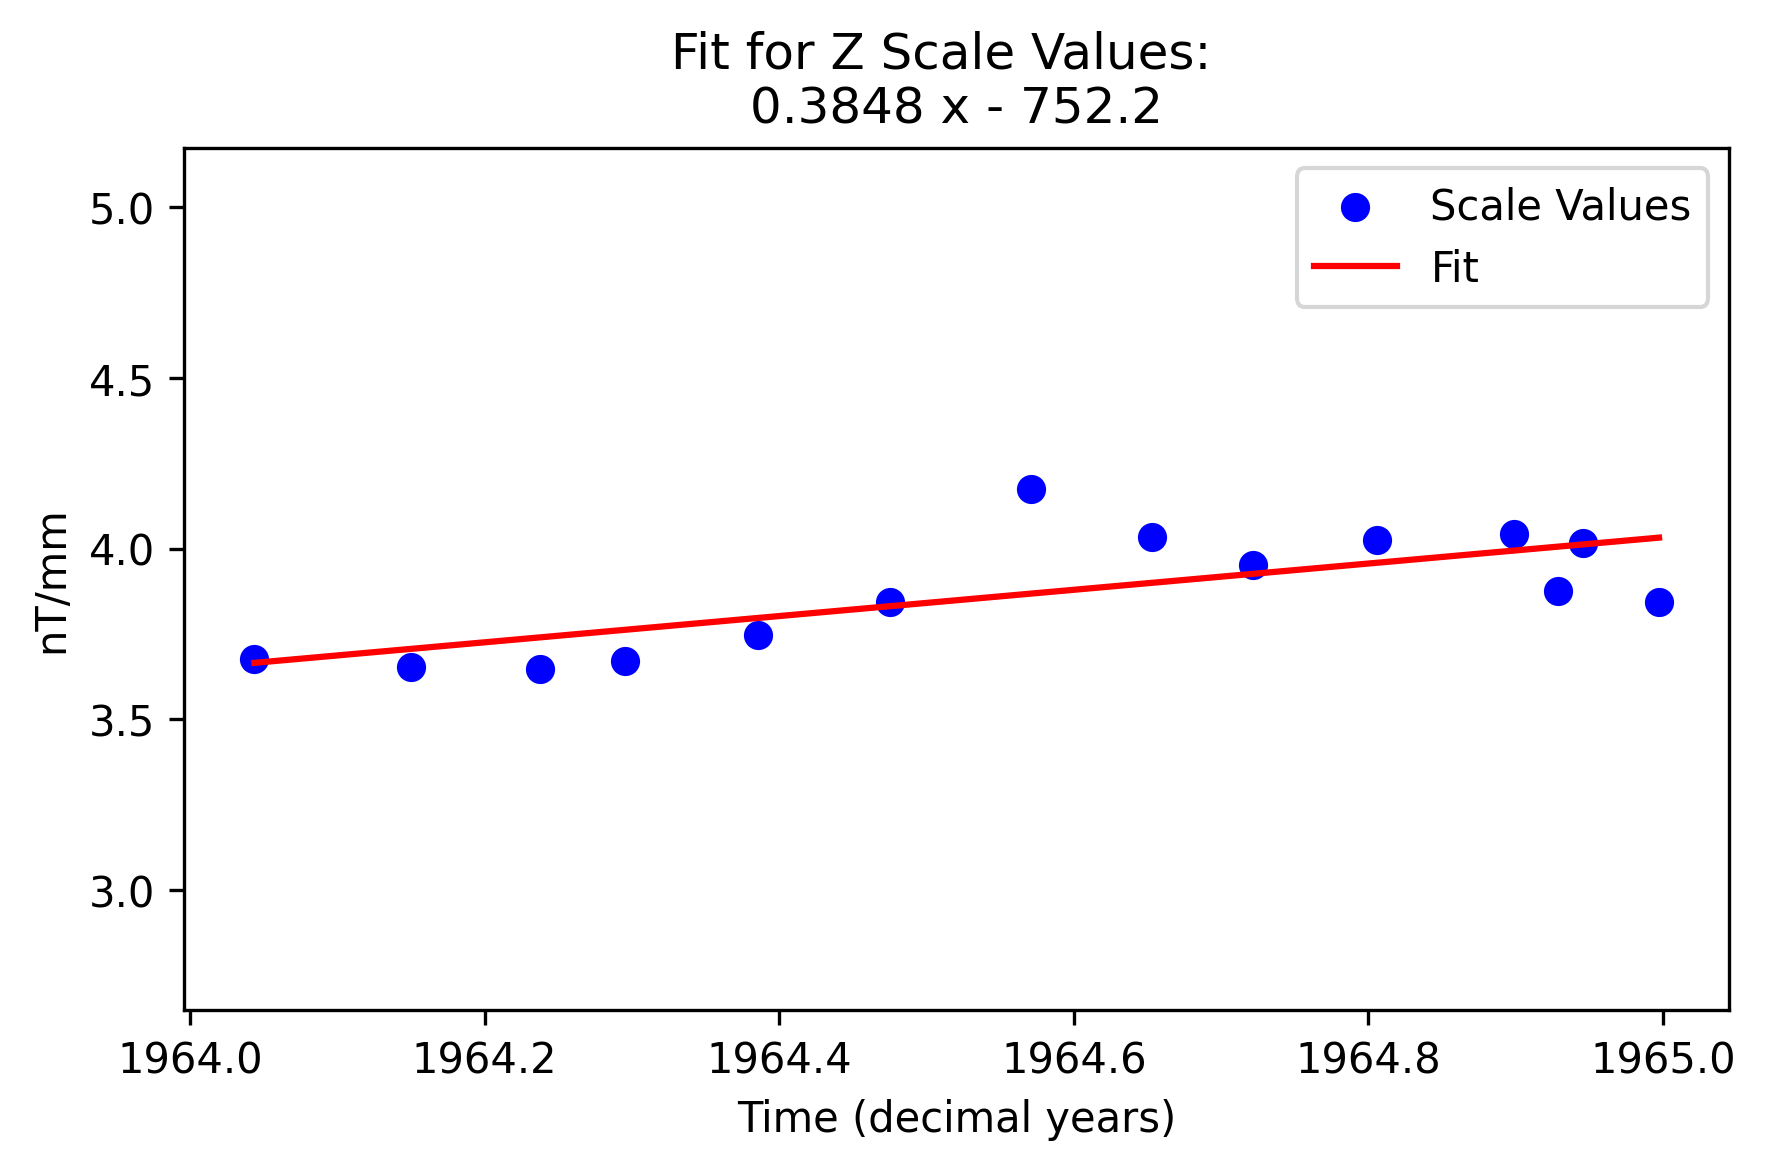 Fit for Z Scale Values:
0.3848 x - 752.2
Scale Values
Fit
5.0
4.5
4.0
3.5
3.0
nT/mm
1964.0 1964.2 1964.4 1964.6 1964.8 1965.0
Time (decimal years)